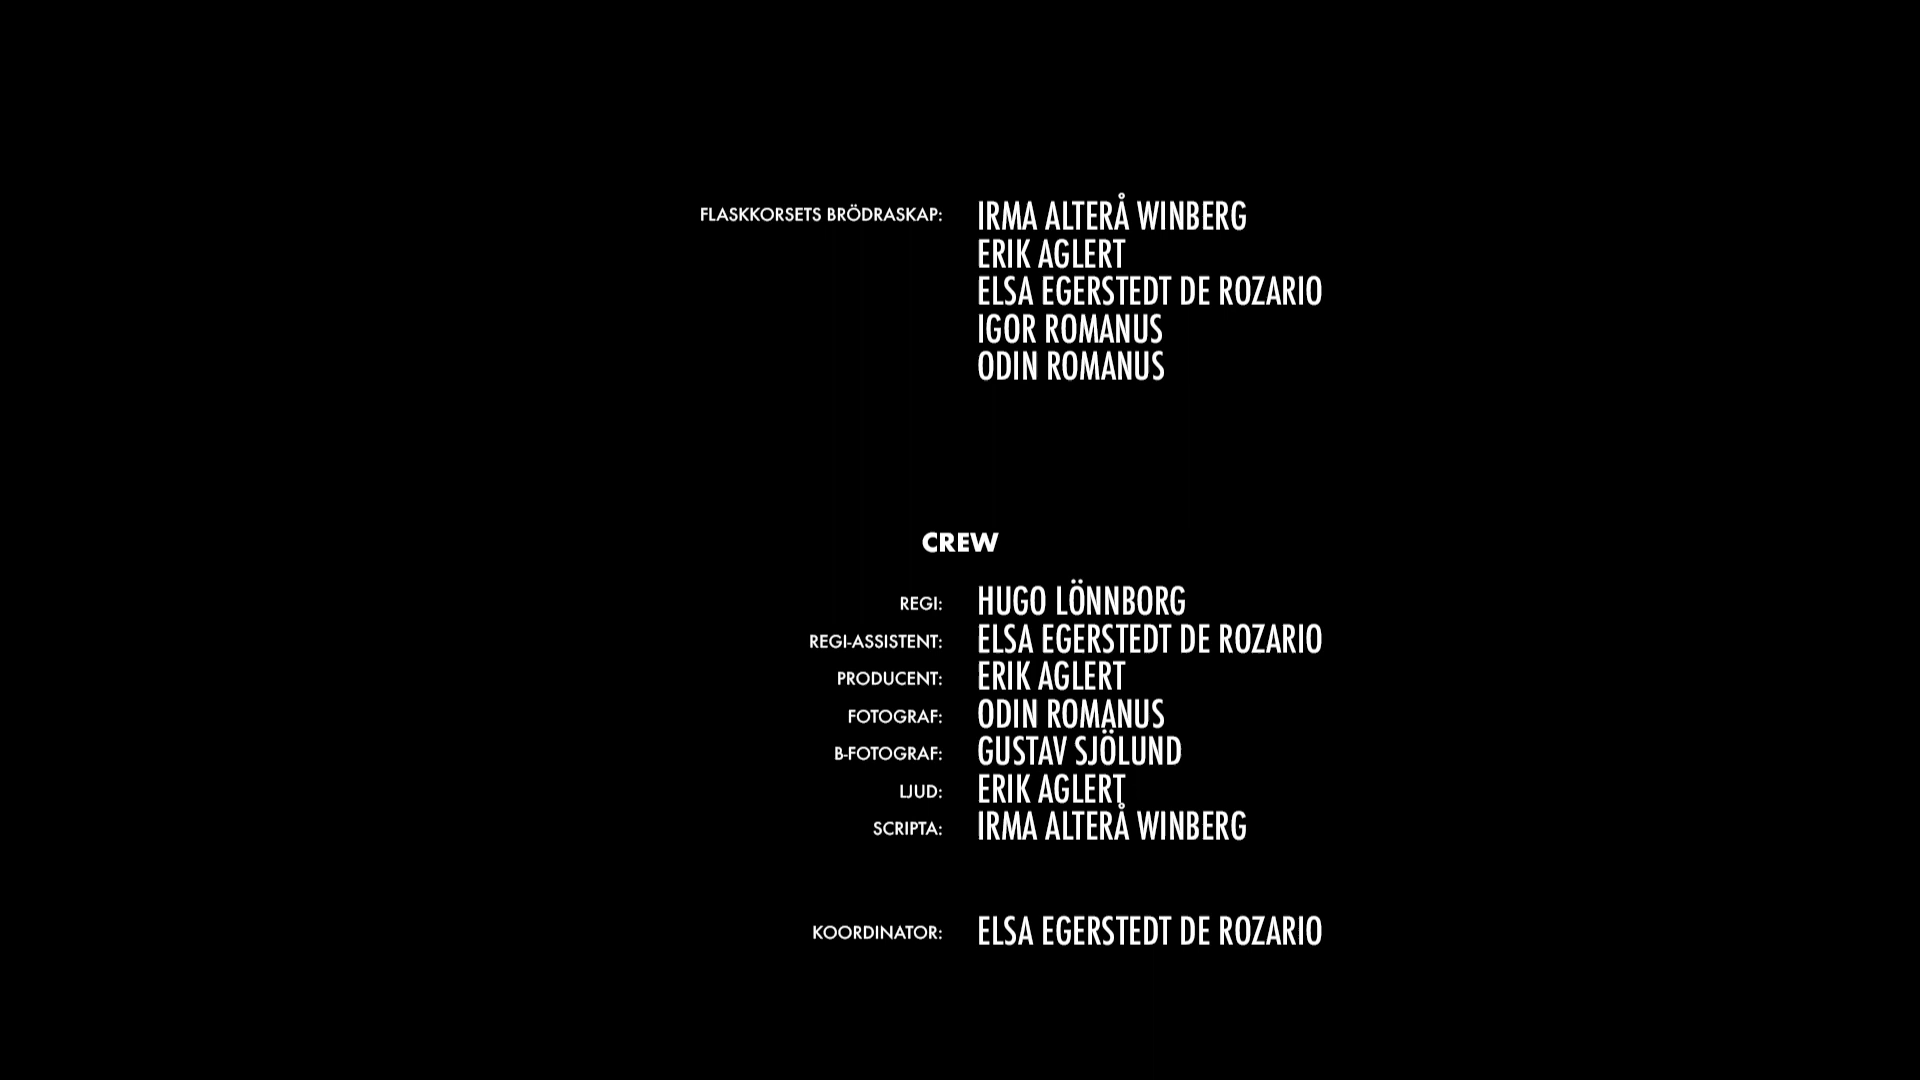 FLASKKORSETS BRÖDRASKAP: IRMA ALTERÅ WINBERG
ERIK AGLERT
ELSA EGERSTEDT DE ROZARIO
IGOR ROMANUS
ODIN ROMANUS
CREW
REGI: HUGO LÖNNBORG
REGI-ASSISTENT: ELSA EGERSTEDT DE ROZARIO
PRODUCENT: ERIK AGLERT
FOTOGRAF: ODIN ROMANUS
B-FOTOGRAF: GUSTAV SJÖLUND
LJUD: ERIK AGLERT
SCRIPTA: IRMA ALTERÅ WINBERG
KOORDINATOR: ELSA EGERSTEDT DE ROZARIO